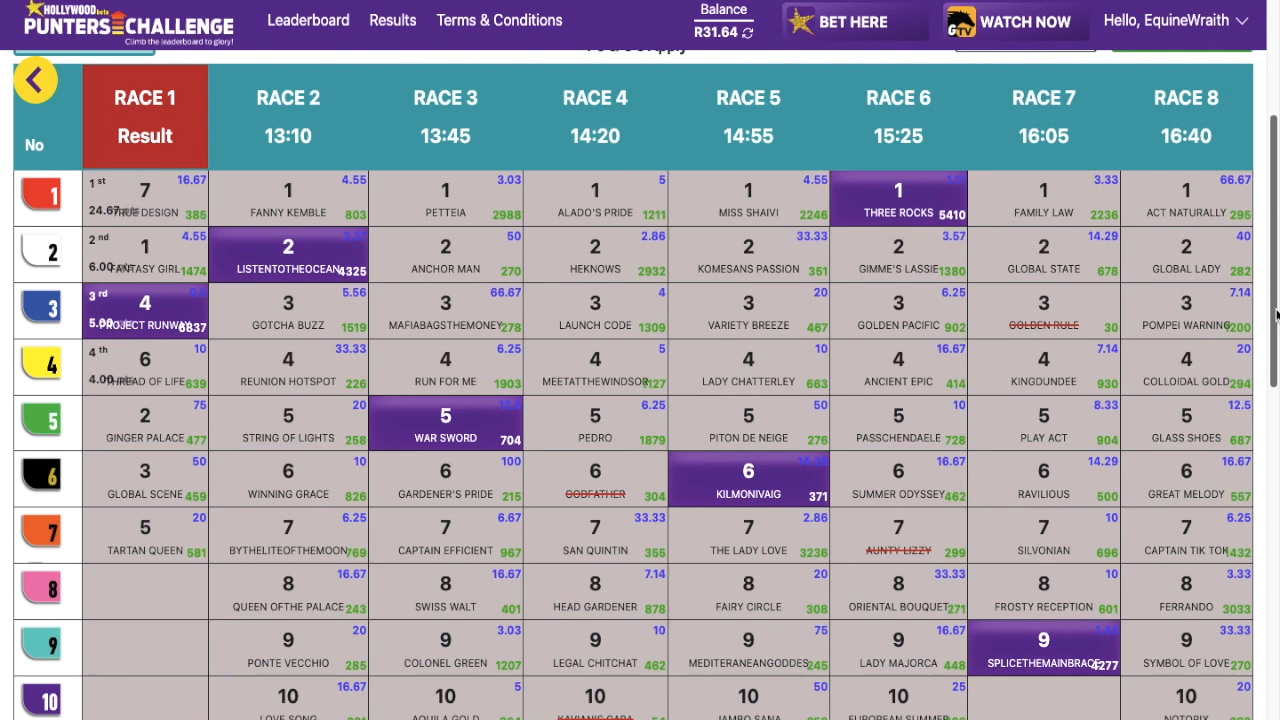 HOLLYWOODbets
PUNTERS CHALLENGE
Climb the leaderboard to glory!
Leaderboard Results Terms & Conditions
Balance
R31.64
BET HERE
GTV WATCH NOW
Hello, EquineWraith
No
RACE 1 RACE 2 RACE 3 RACE 4 RACE 5 RACE 6 RACE 7 RACE 8
Result 13:10 13:45 14:20 14:55 15:25 16:05 16:40
1
1st 7 16.67 1 4.55 1 3.03 1 5 1 4.55 1 1 3.33 1 66.67
24.67 DESIGN 385 FANNY KEMBLE 803 PETTEIA 2988 ALADO'S PRIDE 1211 MISS SHAIVI 2246 THREE ROCKS 5410 FAMILY LAW 2236 ACT NATURALLY 295
2
2nd 1 4.55 2 2 50 2 2.86 2 33.33 2 3.57 2 14.29 2 40
6.00 GIRL 1474 LISTENTOTHEOCEAN 4325 ANCHOR MAN 270 HEKNOWS 2932 KOMESANS PASSION 351 GIMME'S LASSIE 1380 GLOBAL STATE 678 GLOBAL LADY 282
3
3rd 4 3 5.56 3 66.67 3 4 3 20 3 6.25 3 3 7.14
PROJECT RUNWAY 6837 GOTCHA BUZZ 1519 MAFIABAGSTHEMONEY 278 LAUNCH CODE 1309 VARIETY BREEZE 467 GOLDEN PACIFIC 902 GOLDEN RULE 30 POMPEI WARNING 1200
4
4th 6 10 4 33.33 4 6.25 4 5 4 10 4 16.67 4 7.14 4 20
4.00 OF LIFE 639 REUNION HOTSPOT 226 RUN FOR ME 1903 MEETATTHEWINDSOR LADY CHATTERLEY 663 ANCIENT EPIC 414 KINGDUNDEE 930 COLLOIDAL GOLD 294
5
2 75 5 20 5 5 6.25 5 50 5 10 5 8.33 5 12.5
GINGER PALACE 477 STRING OF LIGHTS 258 WAR SWORD 704 PEDRO 1879 PITON DE NEIGE 276 PASSCHENDAELE 728 PLAY ACT 904 GLASS SHOES 687
6
3 50 6 10 6 100 6 6 6 16.67 6 14.29 6 16.67
GLOBAL SCENE 459 WINNING GRACE 826 GARDENER'S PRIDE 215 GODFATHER 304 KILMONIVAIG 371 SUMMER ODYSSEY 462 RAVILIOUS 500 GREAT MELODY 557
7
5 20 7 6.25 7 6.67 7 33.33 7 2.86 7 7 10 7 6.25
TARTAN QUEEN 581 BYTHELITEOFTHEMOON 769 CAPTAIN EFFICIENT 967 SAN QUINTIN 355 THE LADY LOVE 3236 AUNTY LIZZY 299 SILVONIAN 696 CAPTAIN TIK TOK 1432
8
8 16.67 8 16.67 8 7.14 8 20 8 33.33 8 10 8 3.33
QUEEN OFTHE PALACE 243 SWISS WALT 401 HEAD GARDENER 878 FAIRY CIRCLE 308 ORIENTAL BOUQUET 271 FROSTY RECEPTION 601 FERRANDO 3033
9
9 20 9 3.03 9 10 9 75 9 16.67 9 9 33.33
PONTE VECCHIO 285 COLONEL GREEN 1207 LEGAL CHITCHAT 462 MEDITERANEANGODDES 245 LADY MAJORCA 448 SPLICETHEMAINBRACE 4277 SYMBOL OF LOVE 270
10
10 16.67 10 5 10 10 50 10 25 10 20